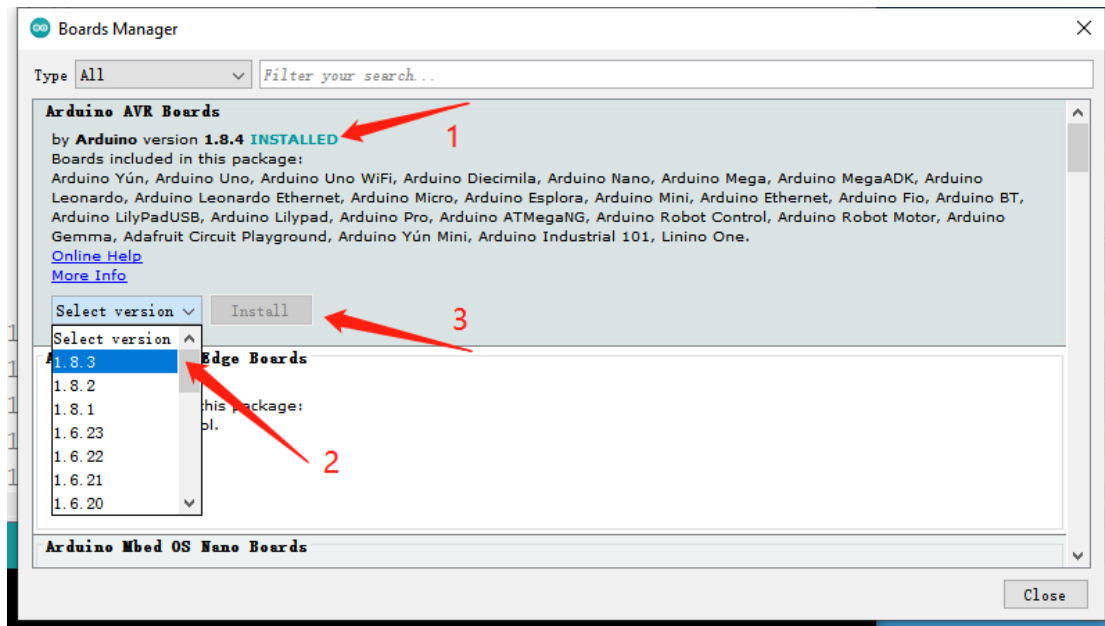 Boards Manager
Type All Filter your search...
Arduino AVR Boards
by Arduino version 1.8.4 INSTALLED
1
Boards included in this package:
Arduino Yún, Arduino Uno, Arduino Uno WiFi, Arduino Diecimila, Arduino Nano, Arduino Mega, Arduino MegaADK, Arduino
Leonardo, Arduino Leonardo Ethernet, Arduino Micro, Arduino Esplora, Arduino Mini, Arduino Ethernet, Arduino Fio, Arduino BT,
Arduino LilyPadUSB, Arduino Lilypad, Arduino Pro, Arduino ATMegaNG, Arduino Robot Control, Arduino Robot Motor, Arduino
Gemma, Adafruit Circuit Playground, Arduino Yún Mini, Arduino Industrial 101, Linino One.
Online Help
More Info
Select version Install
3
Select version
1.8.3 Edge Boards
1.8.2
1.8.1 this package:
1.6.23
1.6.22
2
1.6.21
1.6.20
Arduino Mbed OS Nano Boards
Close